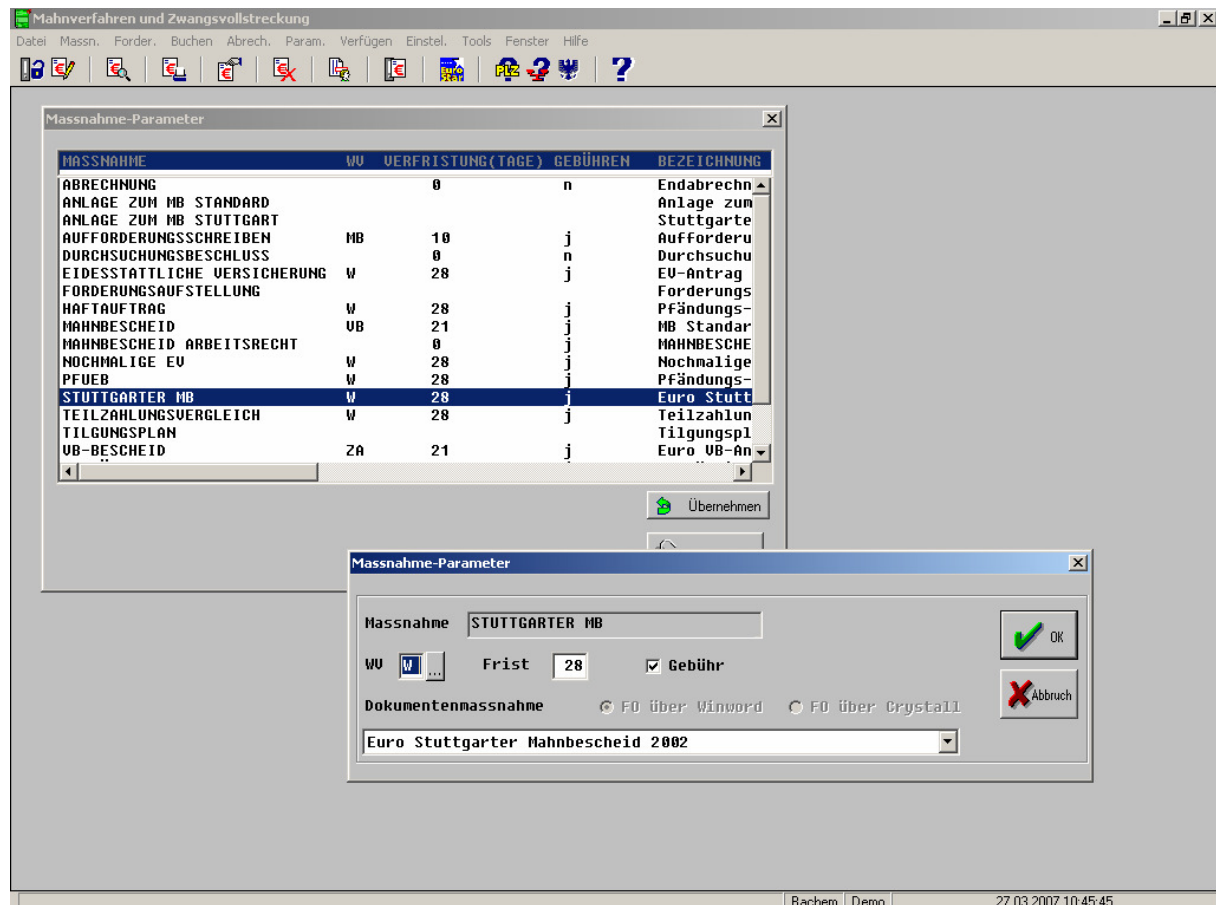 Mahnverfahren und Zwangsvollstreckung
Datei Massn. Forder. Buchen Abrech. Param. Verfügen Einstel. Tools Fenster Hilfe
PLZ ?
Massnahme-Parameter
MASSNAHME WV VERFRISTUNG(TAGE) GEBÜHREN BEZEICHNUNG
ABRECHNUNG 0 n Endabrechn
ANLAGE ZUM MB STANDARD Anlage zum
ANLAGE ZUM MB STUTTGART Stuttgarte
AUFFORDERUNGSSCHREIBEN MB 10 j Aufforderu
DURCHSUCHUNGSBESCHLUSS 0 n Durchsuchu
EIDESSTATTLICHE VERSICHERUNG W 28 j EV-Antrag
FORDERUNGSAUFSTELLUNG Forderungs
HAFTAUFTRAG W 28 j Pfändungs-
MAHNBESCHEID VB 21 j MB Standar
MAHNBESCHEID ARBEITSRECHT 0 j MAHNBESCHE
NOCHMALIGE EV W 28 j Nochmalige
PFUEB W 28 j Pfändungs-
STUTTGARTER MB W 28 j Euro Stutt
TEILZAHLUNGSVERGLEICH W 28 j Teilzahlun
TILGUNGSPLAN Tilgungspl
VB-BESCHEID ZA 21 j Euro VB-An
Übernehmen
Massnahme-Parameter
Massnahme STUTTGARTER MB
WV W ... Frist 28 Gebühr
OK
Dokumentenmassnahme FO über Winword FO über Crystall
Abbruch
Euro Stuttgarter Mahnbescheid 2002
Bachem Demo 27.03.2007 10:45:45